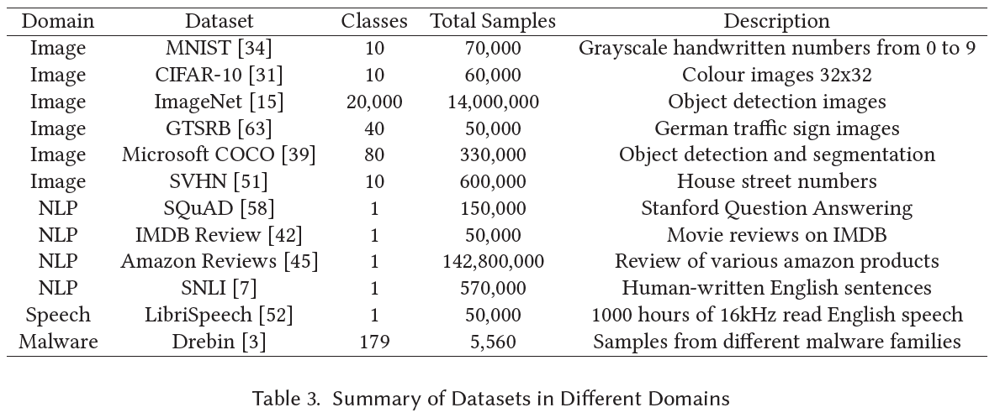 Domain Dataset Classes Total Samples Description
Image MNIST [34] 10 70,000 Grayscale handwritten numbers from 0 to 9
Image CIFAR-10 [31] 10 60,000 Colour images 32x32
Image ImageNet [15] 20,000 14,000,000 Object detection images
Image GTSRB [63] 40 50,000 German traffic sign images
Image Microsoft COCO [39] 80 330,000 Object detection and segmentation
Image SVHN [51] 10 600,000 House street numbers
NLP SQuAD [58] 1 150,000 Stanford Question Answering
NLP IMDB Review [42] 1 50,000 Movie reviews on IMDB
NLP Amazon Reviews [45] 1 142,800,000 Review of various amazon products
NLP SNLI [7] 1 570,000 Human-written English sentences
Speech LibriSpeech [52] 1 50,000 1000 hours of 16kHz read English speech
Malware Drebin [3] 179 5,560 Samples from different malware families
Table 3. Summary of Datasets in Different Domains